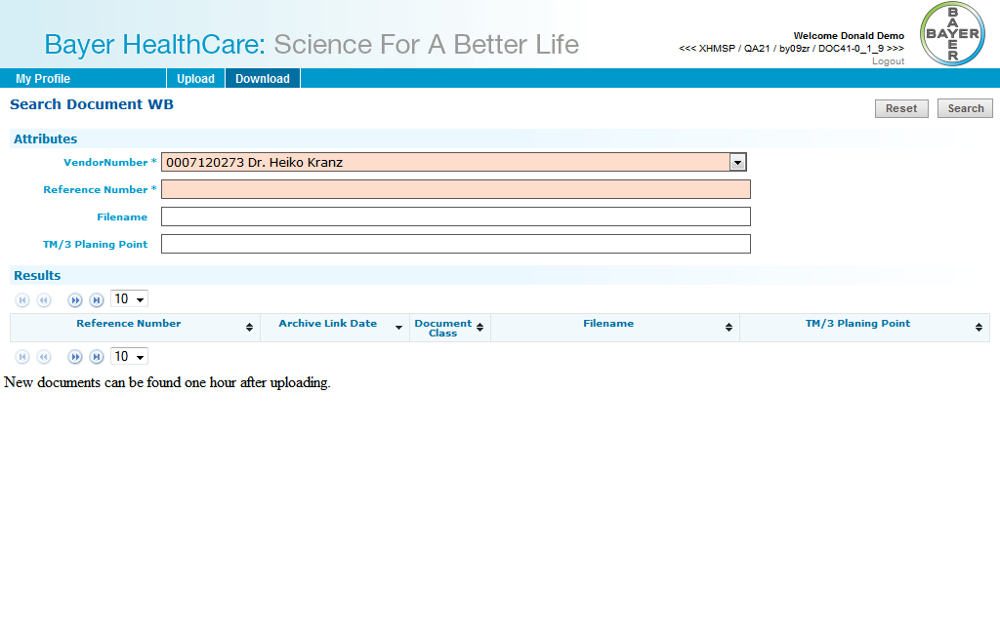 Bayer HealthCare: Science For A Better Life
Welcome Donald Demo
<<< XHMSP / QA21 / by09zr / DOC41-0_1_9 >>>
Logout
BAYER
BAYER
My Profile Upload Download
Search Document WB
Reset Search
Attributes
VendorNumber * 0007120273 Dr. Heiko Kranz
Reference Number *
Filename
TM/3 Planing Point
Results
10
Reference Number Archive Link Date Document Class Filename TM/3 Planing Point
10
New documents can be found one hour after uploading.